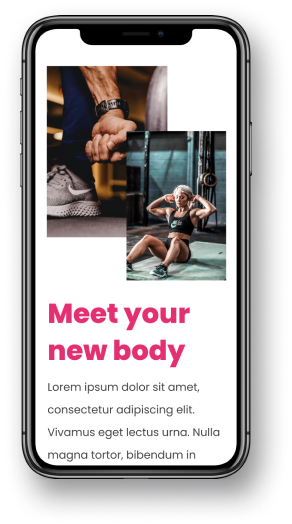 Meet your
new body
Lorem ipsum dolor sit amet,
consectetur adipiscing elit.
Vivamus eget lectus urna. Nulla
magna tortor, bibendum in